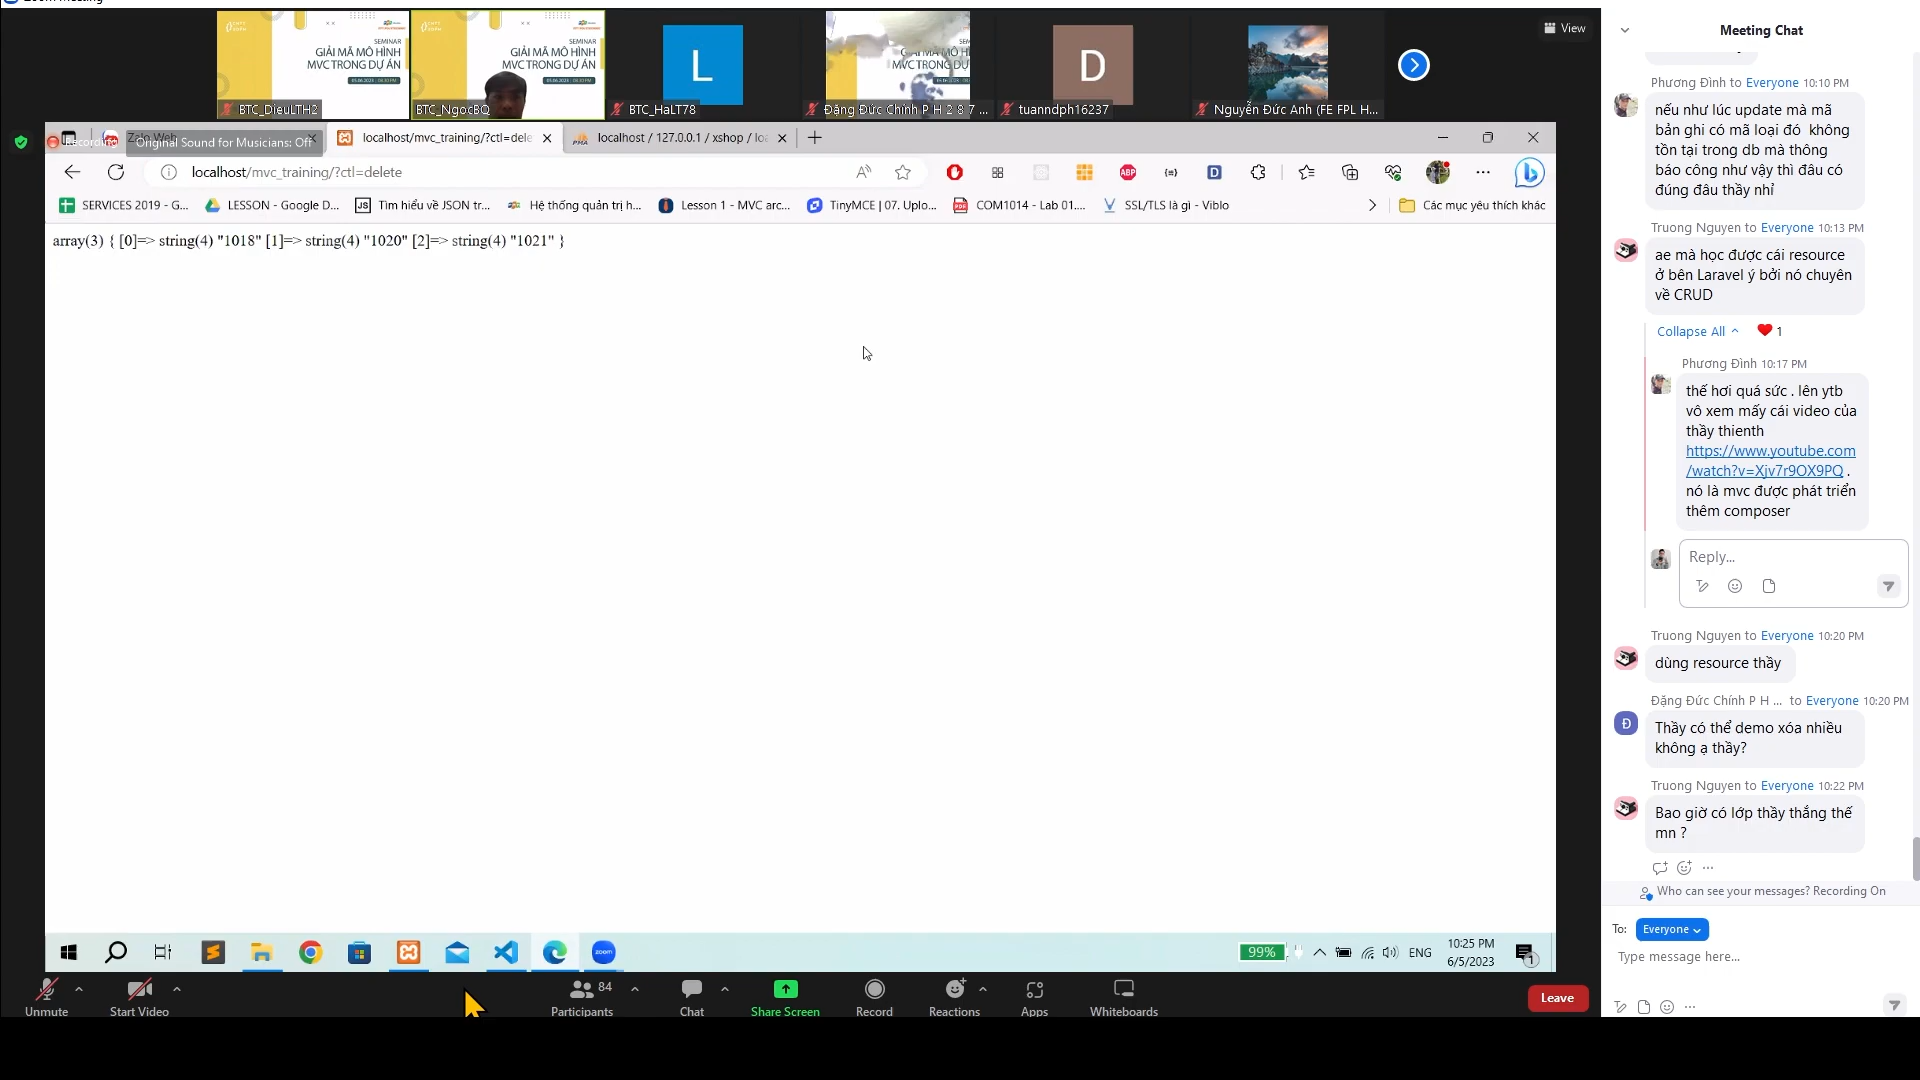 Zoom Meeting
SEMINAR
GIẢI MÃ MÔ HÌNH
MVC TRONG DỰ ÁN
BTC_DieuLTH2
SEMINAR
GIẢI MÃ MÔ HÌNH
MVC TRONG DỰ ÁN
BTC_NgocBQ
L
BTC_HaLT78
Đặng Đức Chính P H 2 8 7 ...
D
tuanndph16237
Nguyễn Đức Anh (FE FPL H...
View
Recording
Zalo Web
Original Sound for Musicians: Off
localhost/mvc_training/?ctl=dele
localhost / 127.0.0.1 / xshop / loa
localhost/mvc_training/?ctl=delete
SERVICES 2019 - G...
LESSON - Google D...
Tìm hiểu về JSON tr...
Hệ thống quản trị h...
Lesson 1 - MVC arc...
TinyMCE | 07. Uplo...
COM1014 - Lab 01....
SSL/TLS là gì - Viblo
Các mục yêu thích khác
array(3) { [0]=> string(4) "1018" [1]=> string(4) "1020" [2]=> string(4) "1021" }
99%
ENG
10:25 PM
6/5/2023
1
Unmute
Start Video
84
Participants
Chat
Share Screen
Record
Reactions
Apps
Whiteboards
Leave
Meeting Chat
Phương Đình to Everyone 10:10 PM
nếu như lúc update mà mã
bản ghi có mã loại đó không
tồn tại trong db mà thông
báo công như vậy thì đâu có
đúng đâu thầy nhỉ
Truong Nguyen to Everyone 10:13 PM
ae mà học được cái resource
ở bên Laravel ý bởi nó chuyên
về CRUD
Collapse All
1
Phương Đình 10:17 PM
thế hơi quá sức . lên ytb
vô xem mấy cái video của
thầy thienth
https://www.youtube.com
/watch?v=Xjv7r9OX9PQ .
nó là mvc được phát triển
thêm composer
Reply...
Truong Nguyen to Everyone 10:20 PM
dùng resource thầy
Đặng Đức Chính P H ... to Everyone 10:20 PM
Đ
Thầy có thể demo xóa nhiều
không ạ thầy?
Truong Nguyen to Everyone 10:22 PM
Bao giờ có lớp thầy thắng thế
mn ?
Who can see your messages? Recording On
To: Everyone
Type message here...